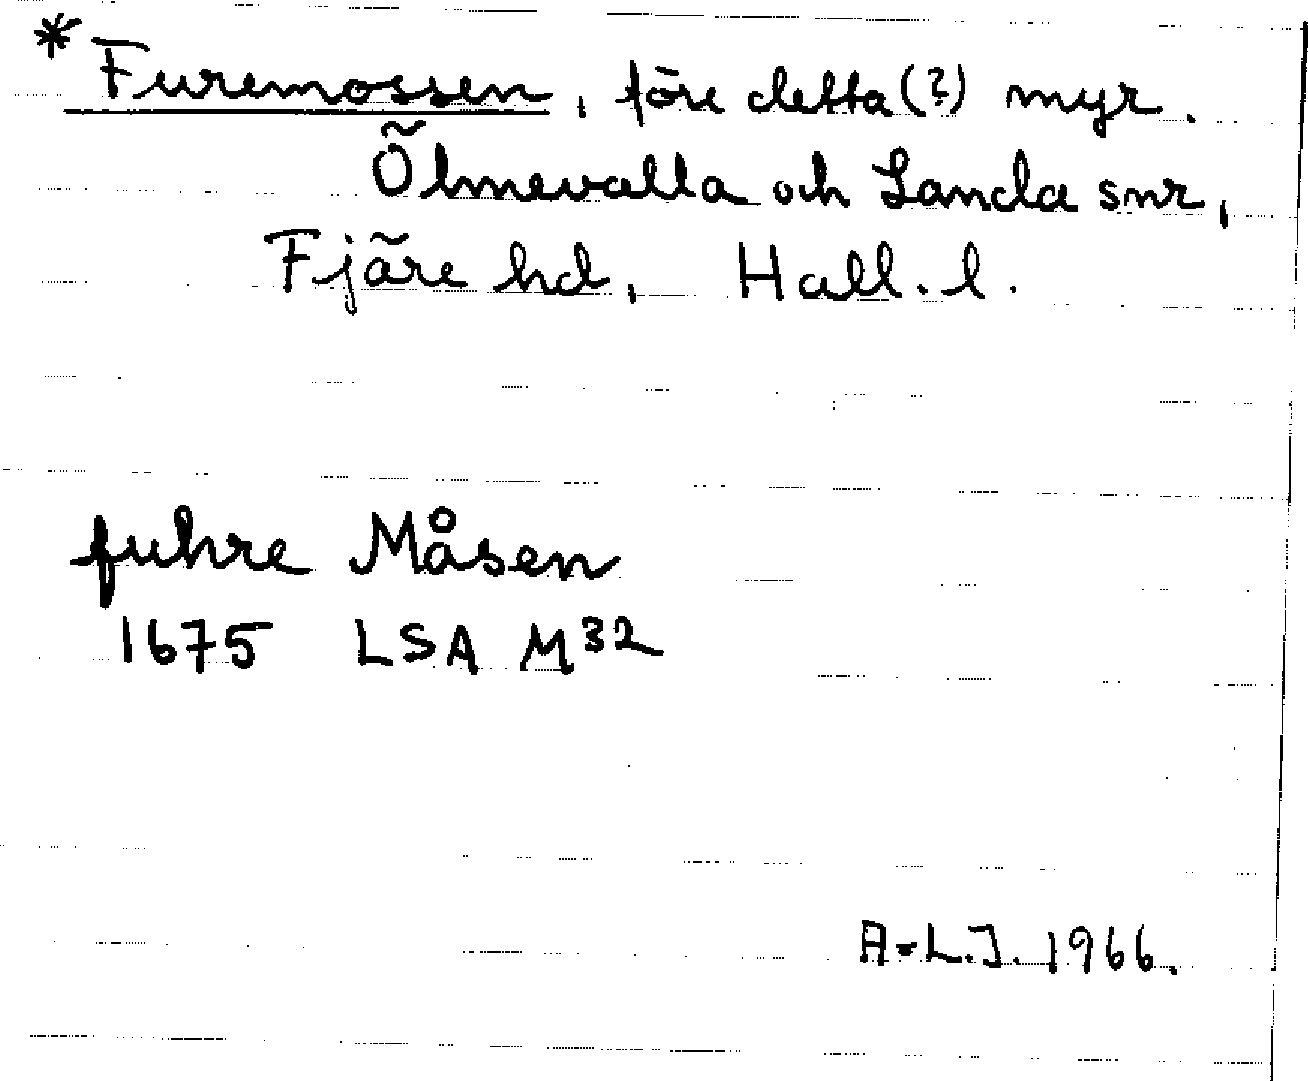 * Furemossen, före detta (?) myr.
Ölmevalla och Landa snr,
Fjäre hd, Hall. l.
fuhre Måsen
1675 LSA M32
A-L.J. 1966.